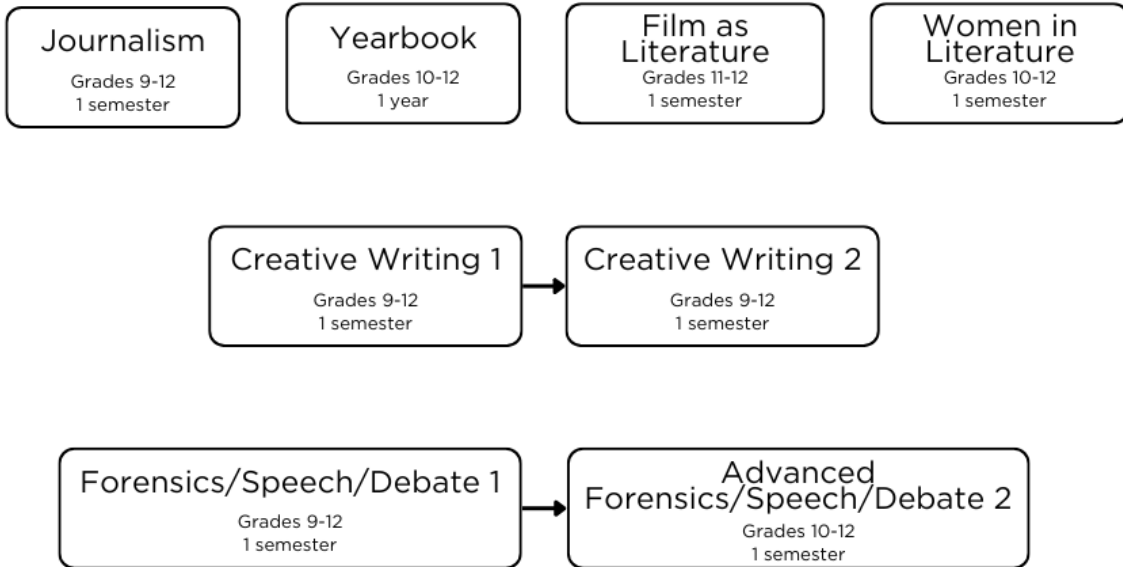 Journalism
Grades 9-12
1 semester
Yearbook
Grades 10-12
1 year
Film as
Literature
Grades 11-12
1 semester
Women in
Literature
Grades 10-12
1 semester
Creative Writing 1
Grades 9-12
1 semester
Creative Writing 2
Grades 9-12
1 semester
Forensics/Speech/Debate 1
Grades 9-12
1 semester
Advanced
Forensics/Speech/Debate 2
Grades 10-12
1 semester